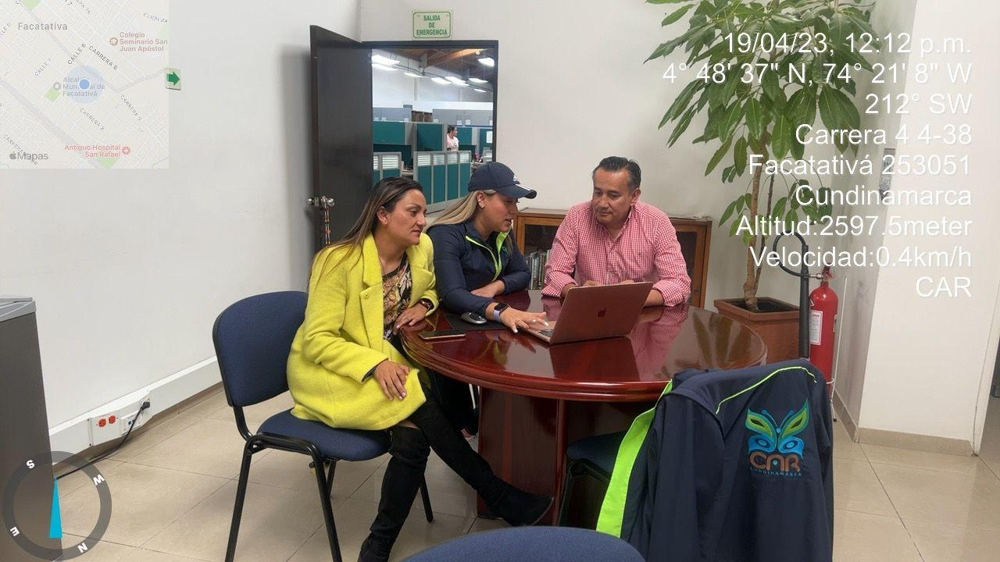 Facatativa
CARRERA
Colegio
Seminario San
Juan Apóstol
CALLE 6
CARRERA 6
CALLE 7
Alcaldía
Municipal de
Facatativá
CARRERA 5
Antiguo Hospital
San Rafael
Mapas
SALIDA
DE
EMERGENCIA
19/04/23, 12:12 p.m.
4° 48' 37" N, 74° 21' 8" W
212° SW
Carrera 4 4-38
Facatativá 253051
Cundinamarca
Altitud:2597.5meter
Velocidad:0.4km/h
CAR
CAR
CUNDINAMARCA
S
W
E
N